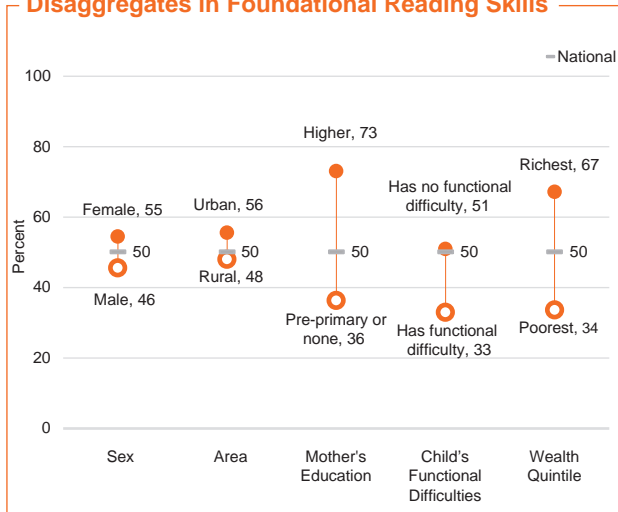 Disaggregates in Foundational Reading Skills
National
100
80
60
40
20
0
Percent
Female, 55
50
Male, 46
Urban, 56
50
Rural, 48
Higher, 73
50
Pre-primary or
none, 36
Has no functional
difficulty, 51
50
Has functional
difficulty, 33
Richest, 67
50
Poorest, 34
Sex
Area
Mother's
Education
Child's
Functional
Difficulties
Wealth
Quintile